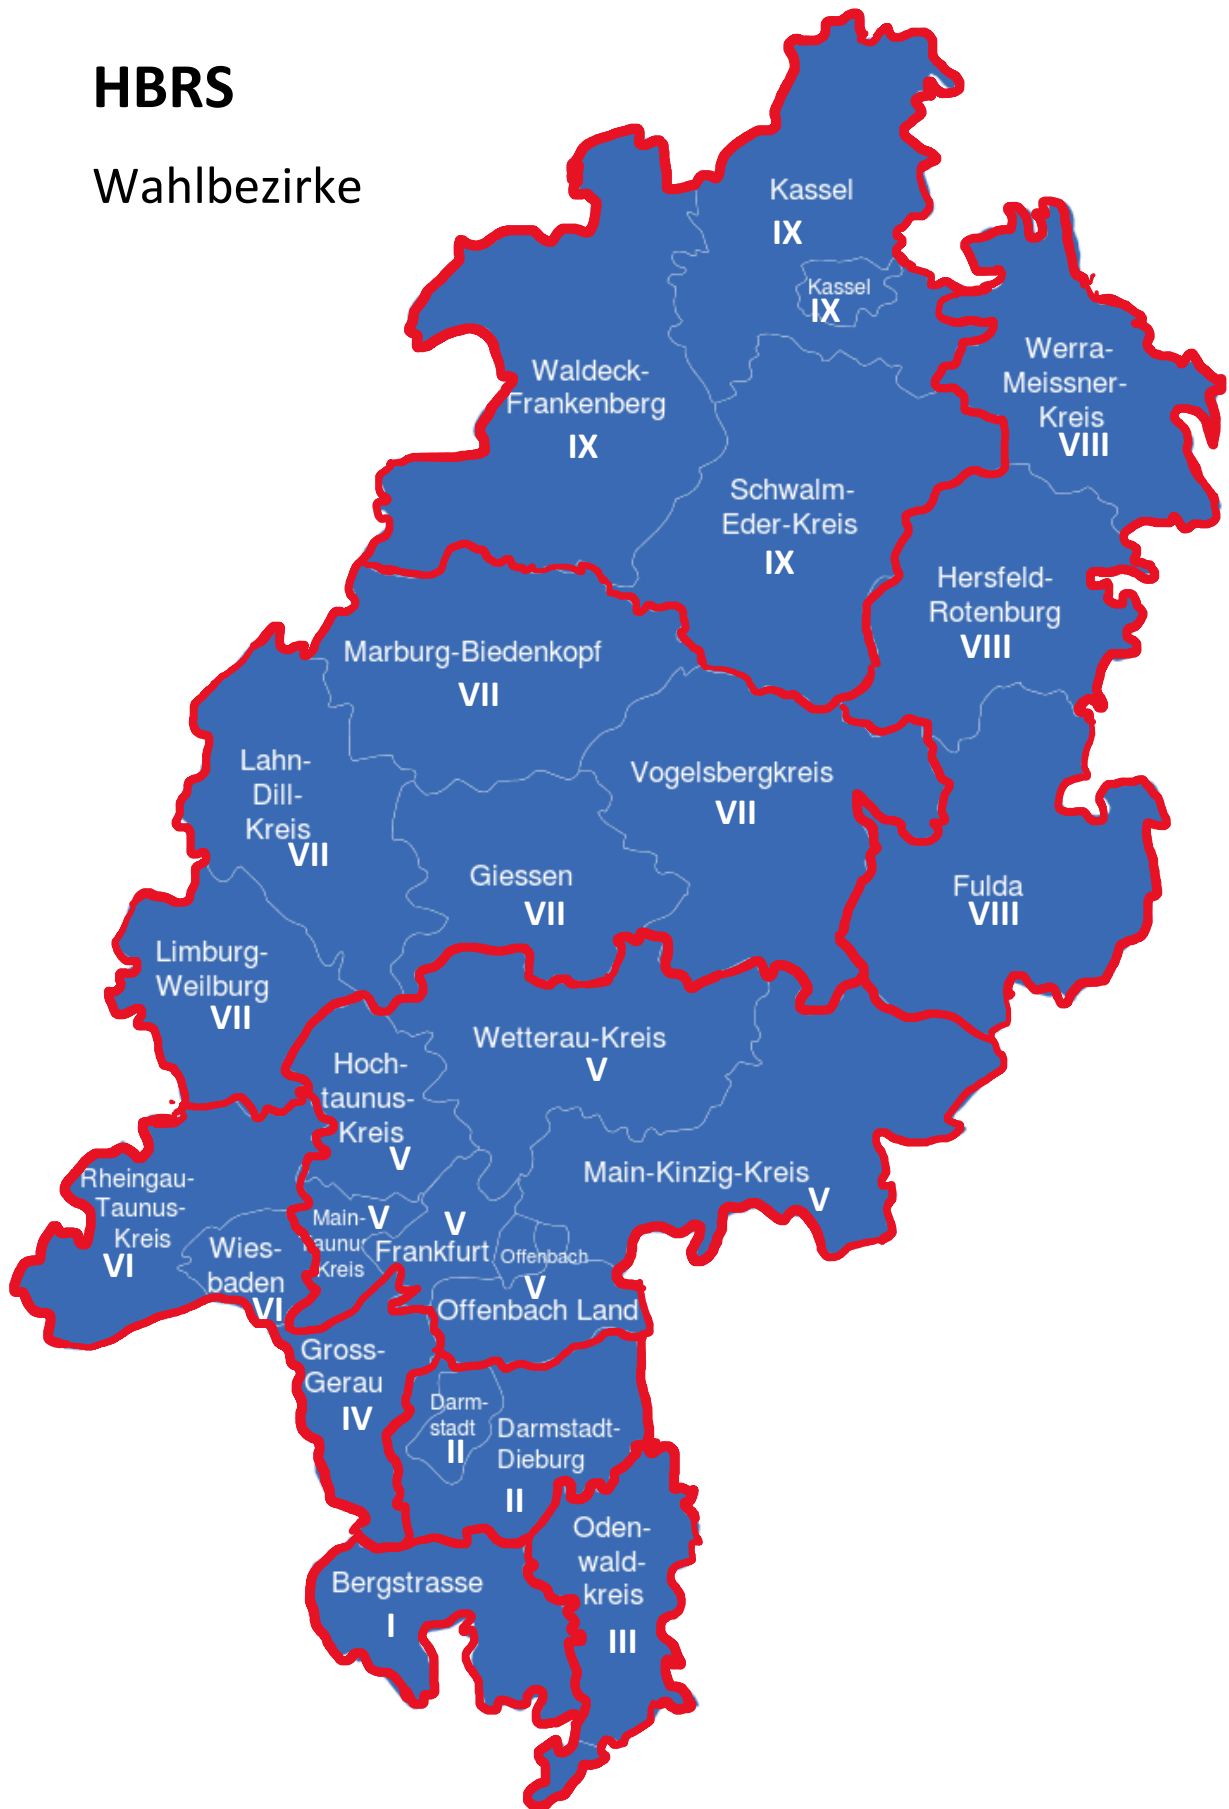 HBRS
Wahlbezirke
Kassel
IX
Kassel
IX
Werra-
Meissner-
Kreis
VIII
Waldeck-
Frankenberg
IX
Schwalm-
Eder-Kreis
IX
Hersfeld-
Rotenburg
VIII
Marburg-Biedenkopf
VII
Lahn-
Dill-
Kreis
VII
Vogelsbergkreis
VII
Giessen
VII
Fulda
VIII
Limburg-
Weilburg
VII
Wetterau-Kreis
V
Hoch-
taunus-
Kreis
V
Main-Kinzig-Kreis
V
Rheingau-
Taunus-
Kreis
VI
Wies-
baden
VI
Main-
Taunus
Kreis
V
V
Frankfurt
Offenbach
V
Offenbach Land
Gross-
Gerau
IV
Darm-
stadt
II
Darmstadt-
Dieburg
II
Oden-
wald-
kreis
III
Bergstrasse
I